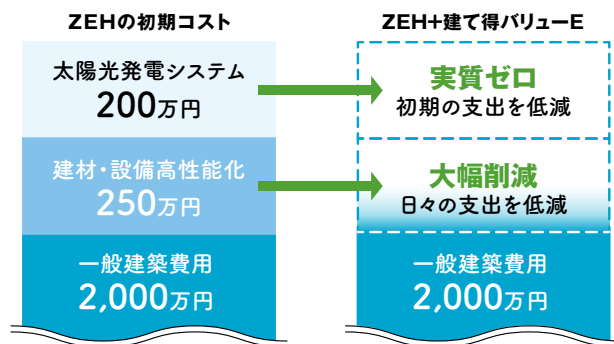 ZEHの初期コスト
太陽光発電システム
200万円
建材・設備高性能化
250万円
一般建築費用
2,000万円
ZEH+建て得バリューE
実質ゼロ
初期の支出を低減
大幅削減
日々の支出を低減
一般建築費用
2,000万円